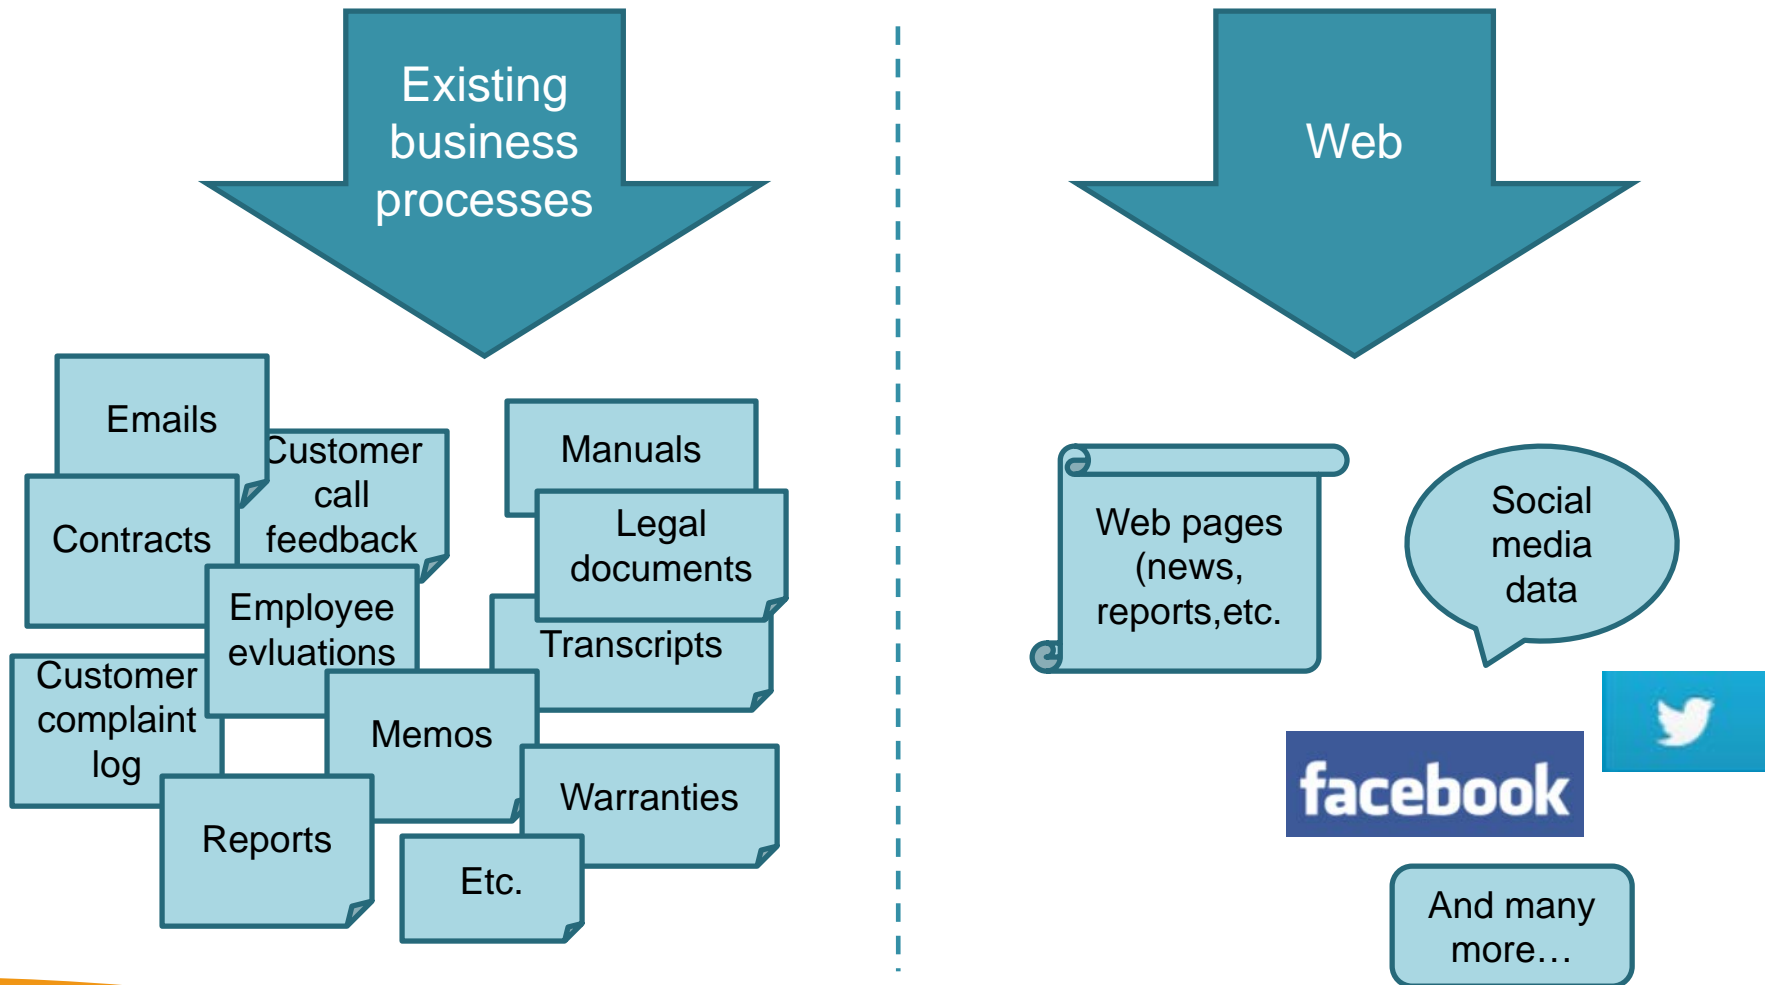 Existing
business
processes
Web
Emails
Customer
call
feedback
Contracts
Employee
evluations
Customer
complaint
log
Reports
Memos
Manuals
Legal
documents
Transcripts
Warranties
Etc.
Web pages
(news,
reports,etc.
Social
media
data
facebook
And many
more…